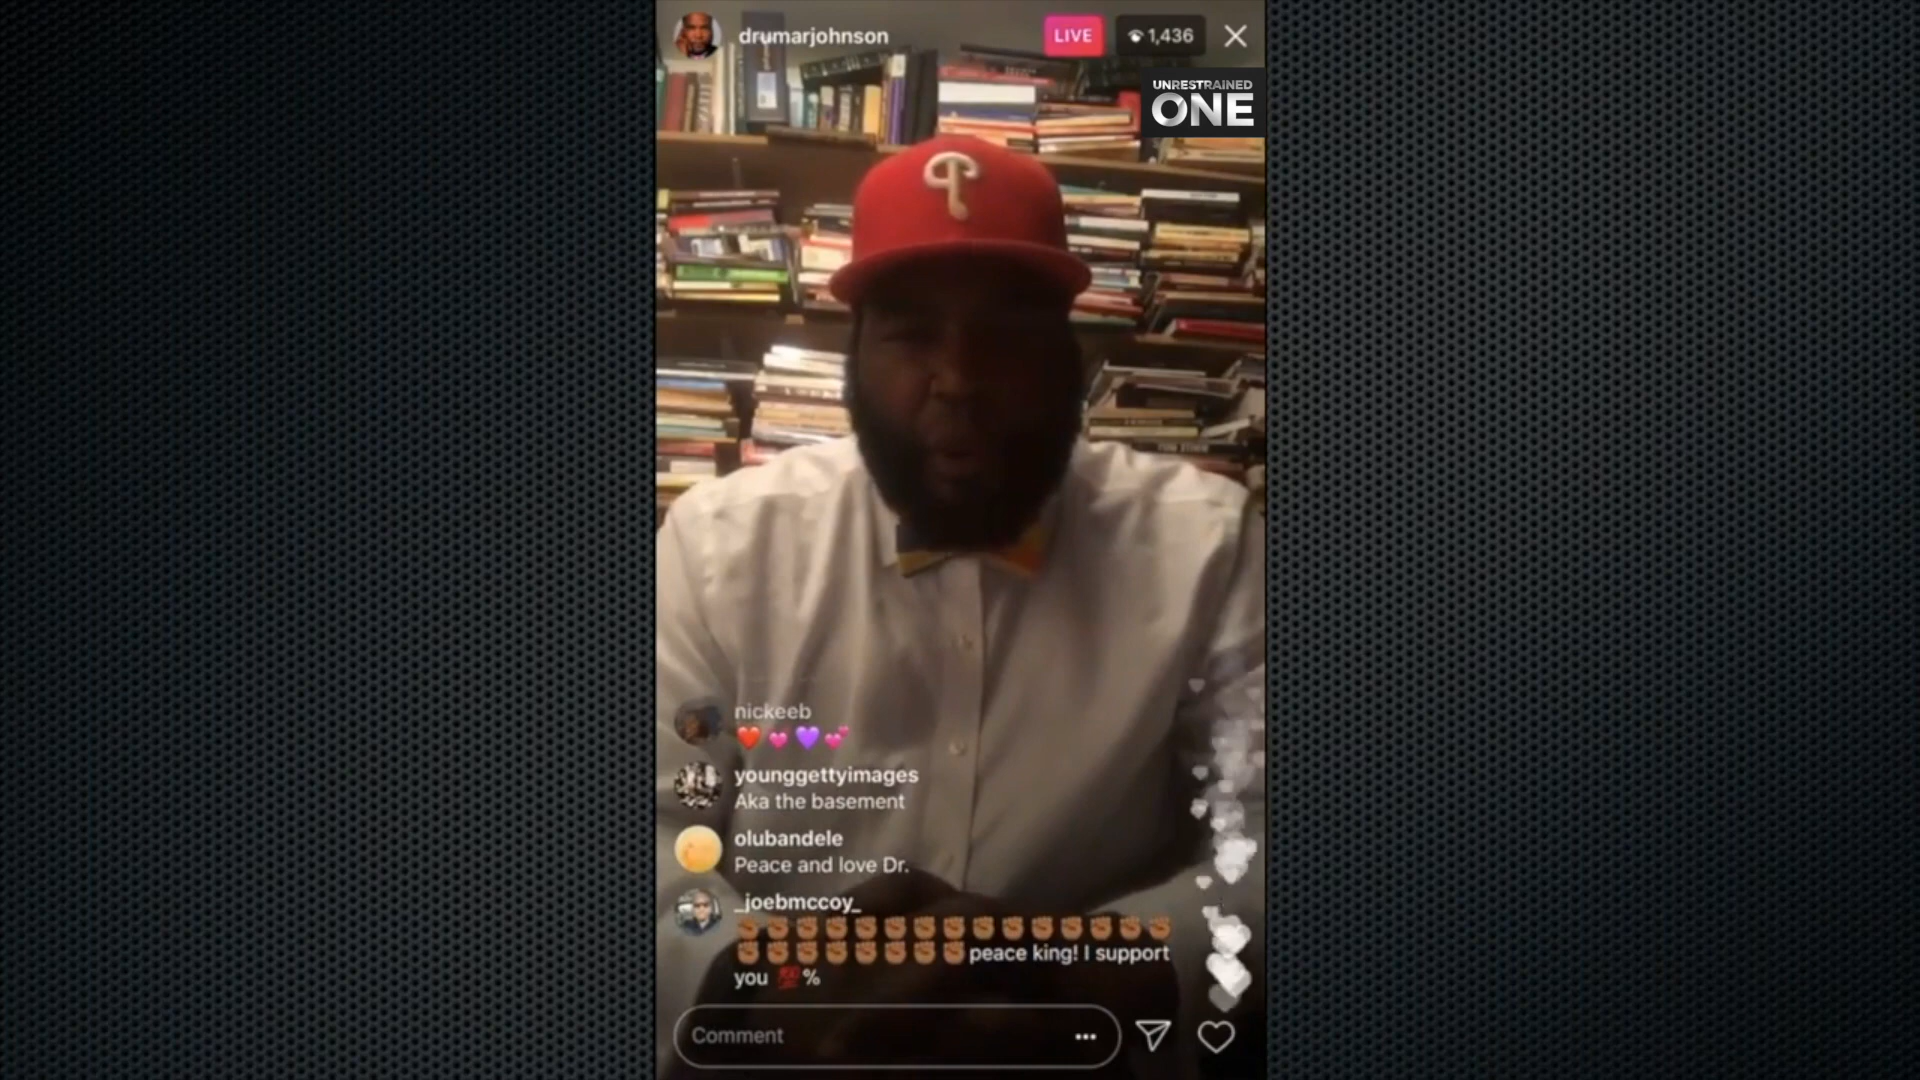 drumarjohnson
LIVE
1,436
UNRESTRAINED
ONE
nickeeb
❤️💓💜💕
younggettyimages
Aka the basement
olubandele
Peace and love Dr.
_joebmccoy_
✊🏾✊🏾✊🏾✊🏾✊🏾✊🏾✊🏾✊🏾✊🏾✊🏾✊🏾✊🏾✊🏾✊🏾✊🏾
✊🏾✊🏾✊🏾✊🏾✊🏾✊🏾✊🏾✊🏾peace king! I support
you 💯%
Comment